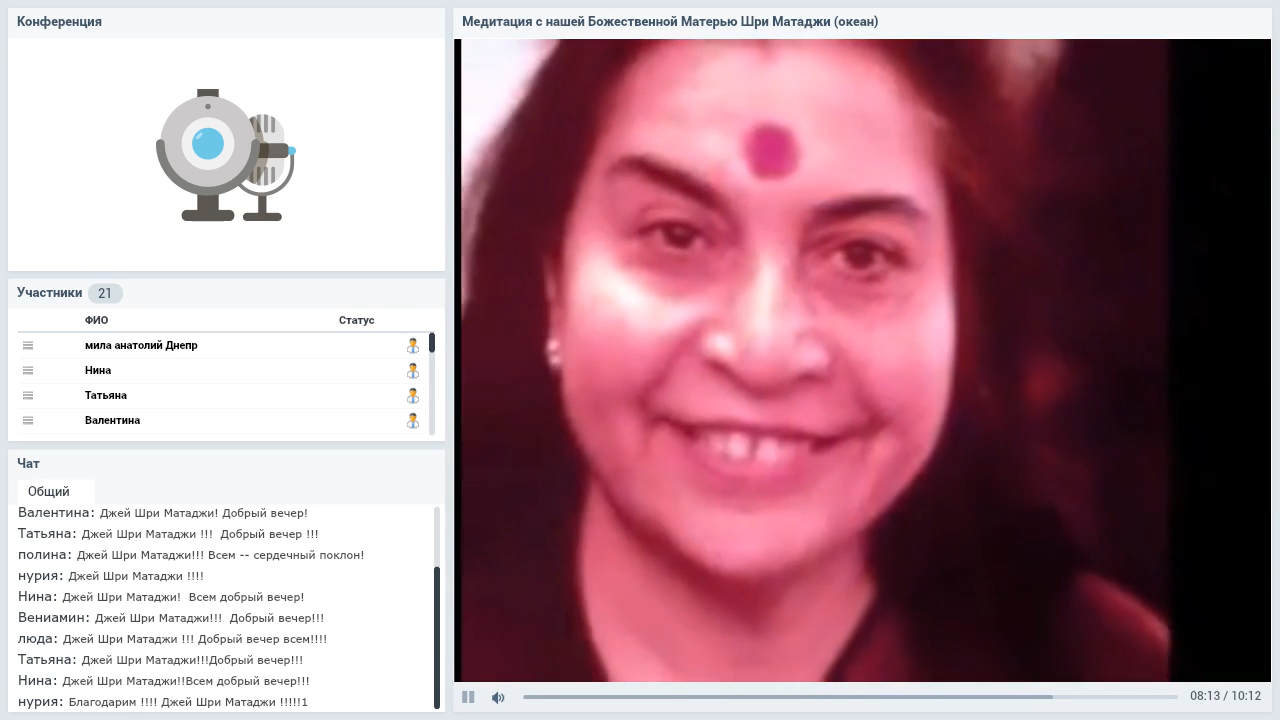 Конференция
Медитация с нашей Божественной Матерью Шри Матаджи (океан)
Участники 21
ФИО Статус
мила анатолий Днепр
Нина
Татьяна
Валентина
Чат
Общий
Валентина: Джей Шри Матаджи! Добрый вечер!
Татьяна: Джей Шри Матаджи !!! Добрый вечер !!!
полина: Джей Шри Матаджи!!! Всем -- сердечный поклон!
нурия: Джей Шри Матаджи !!!!
Нина: Джей Шри Матаджи! Всем добрый вечер!
Вениамин: Джей Шри Матаджи!!! Добрый вечер!!!
люда: Джей Шри Матаджи !!! Добрый вечер всем!!!!
Татьяна: Джей Шри Матаджи!!!Добрый вечер!!!
Нина: Джей Шри Матаджи!!Всем добрый вечер!!!
нурия: Благодарим !!!! Джей Шри Матаджи !!!!!1
08:13 / 10:12